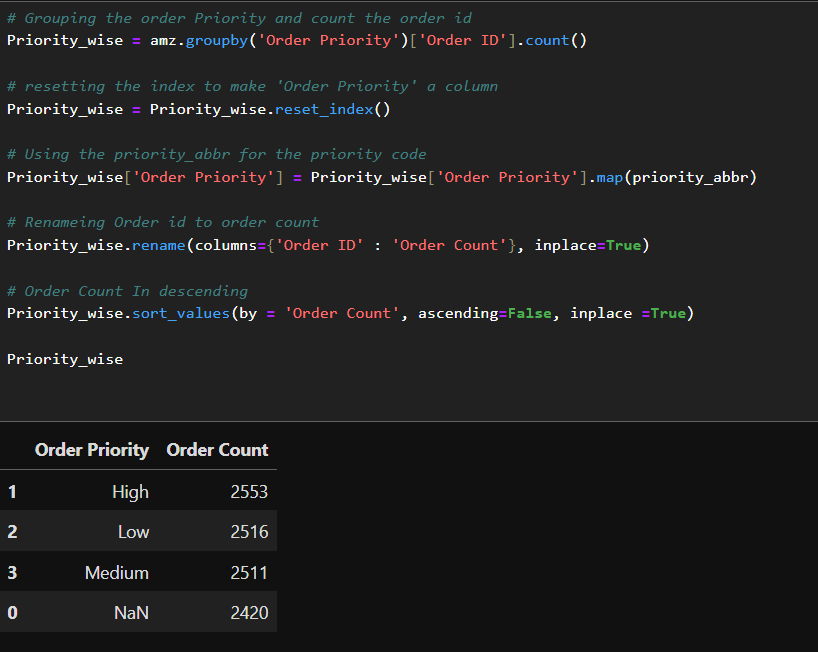 # Grouping the order Priority and count the order id
Priority_wise = amz.groupby('Order Priority')['Order ID'].count()
# resetting the index to make 'Order Priority' a column
Priority_wise = Priority_wise.reset_index()
# Using the priority_abbr for the priority code
Priority_wise['Order Priority'] = Priority_wise['Order Priority'].map(priority_abbr)
# Renameing Order id to order count
Priority_wise.rename(columns={'Order ID' : 'Order Count'}, inplace=True)
# Order Count In descending
Priority_wise.sort_values(by = 'Order Count', ascending=False, inplace =True)
Priority_wise
Order Priority Order Count
1 High 2553
2 Low 2516
3 Medium 2511
0 NaN 2420